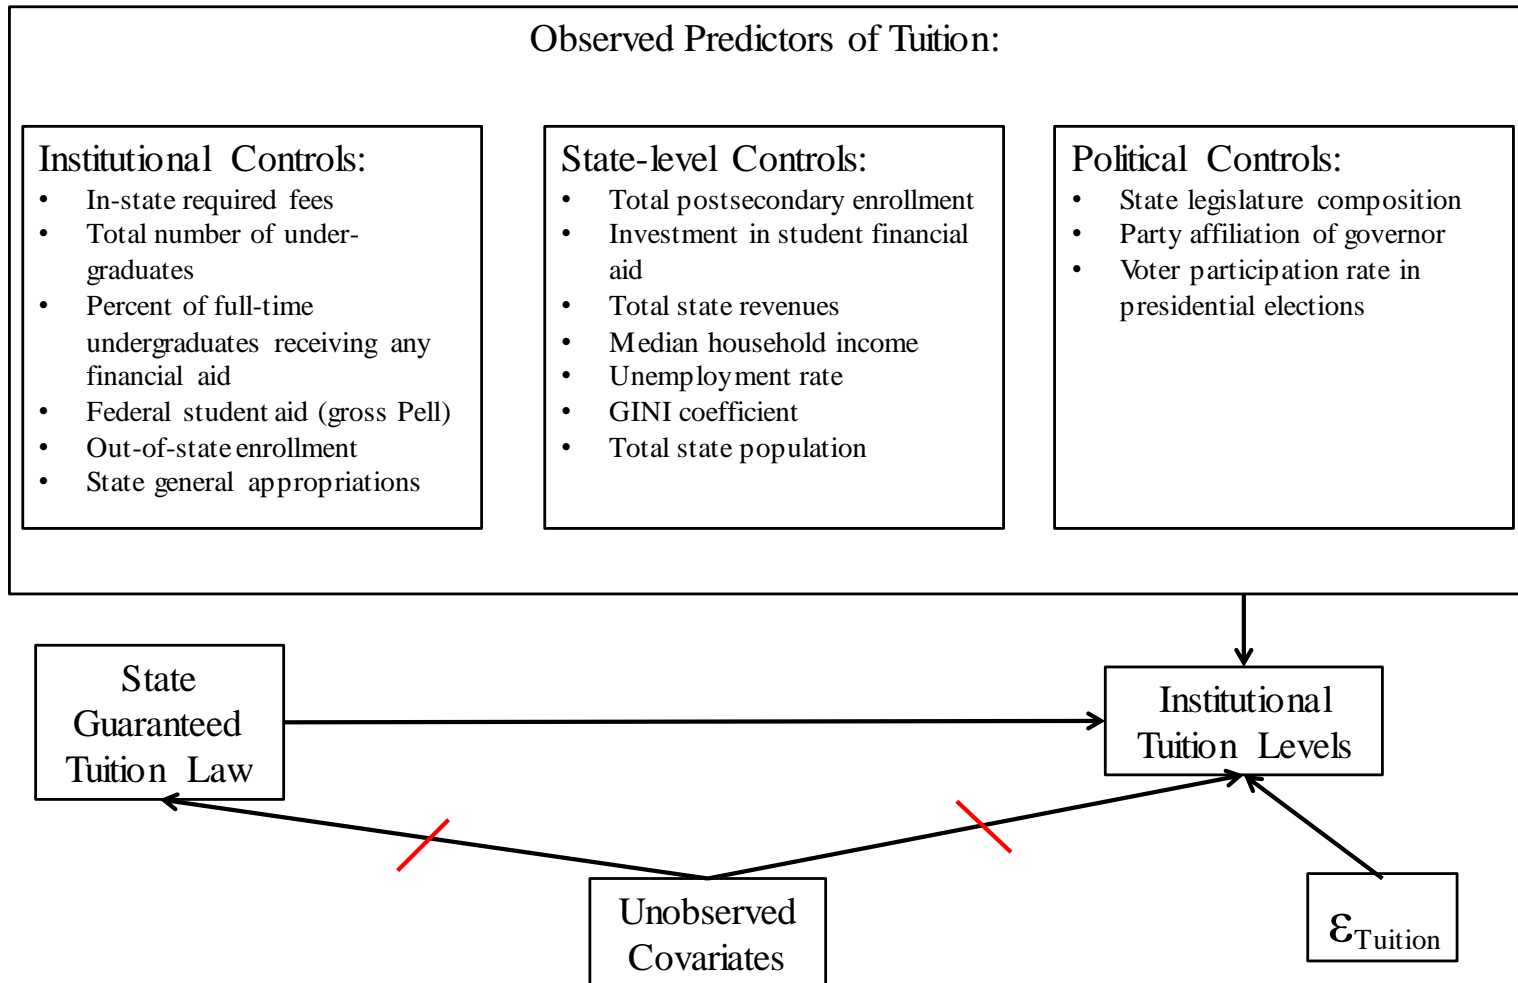 Observed Predictors of Tuition:
Institutional Controls:
• In-state required fees
• Total number of under-
graduates
• Percent of full-time
undergraduates receiving any
financial aid
• Federal student aid (gross Pell)
• Out-of-state enrollment
• State general appropriations
State-level Controls:
• Total postsecondary enrollment
• Investment in student financial
aid
• Total state revenues
• Median household income
• Unemployment rate
• GINI coefficient
• Total state population
Political Controls:
• State legislature composition
• Party affiliation of governor
• Voter participation rate in
presidential elections
State
Guaranteed
Tuition Law
Institutional
Tuition Levels
Unobserved
Covariates
εTuition